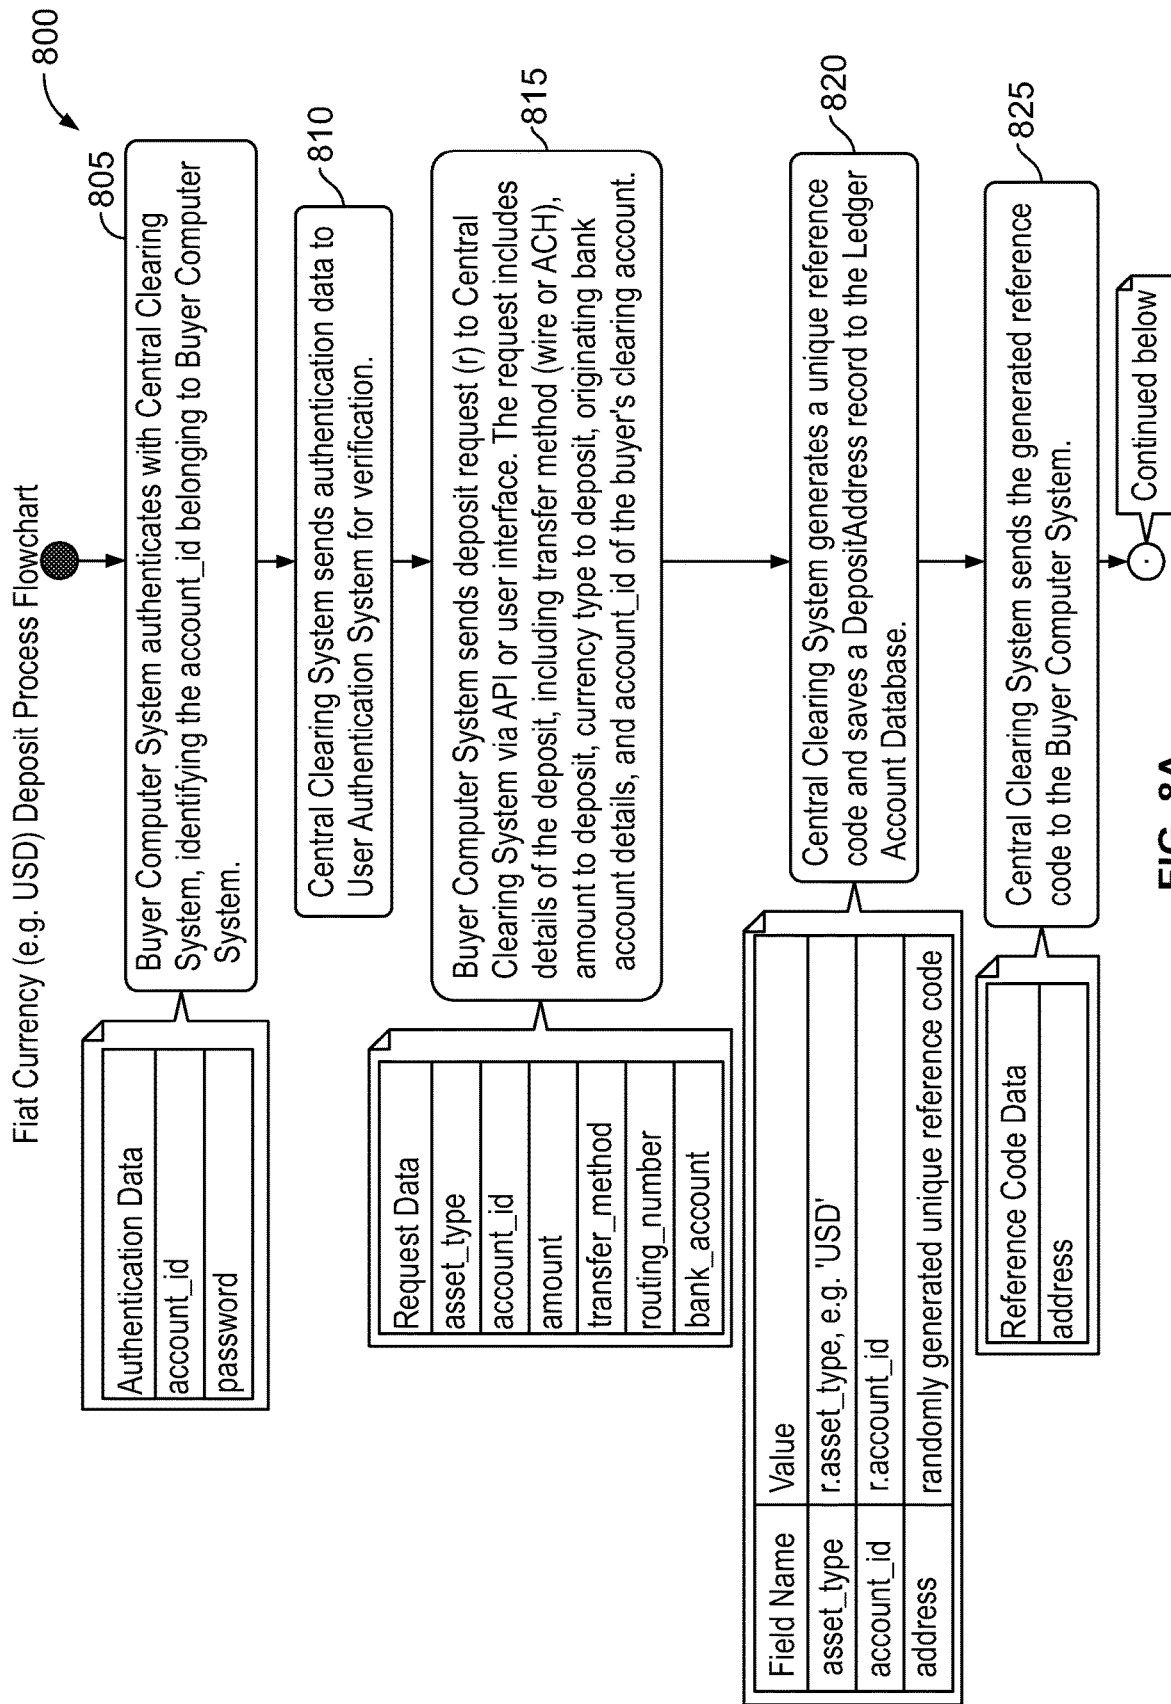 Fiat Currency (e.g. USD) Deposit Process Flowchart
800
805
Buyer Computer System authenticates with Central Clearing
System, identifying the account_id belonging to Buyer Computer
System.
Authentication Data
account_id
password
810
Central Clearing System sends authentication data to
User Authentication System for verification.
815
Buyer Computer System sends deposit request (r) to Central
Clearing System via API or user interface. The request includes
details of the deposit, including transfer method (wire or ACH),
amount to deposit, currency type to deposit, originating bank
account details, and account_id of the buyer's clearing account.
Request Data
asset_type
account_id
amount
transfer_method
routing_number
bank_account
820
Central Clearing System generates a unique reference
code and saves a DepositAddress record to the Ledger
Account Database.
Field Name Value
asset_type r.asset_type, e.g. 'USD'
account_id r.account_id
address randomly generated unique reference code
825
Central Clearing System sends the generated reference
code to the Buyer Computer System.
Reference Code Data
address
Continued below
FIG. 8A